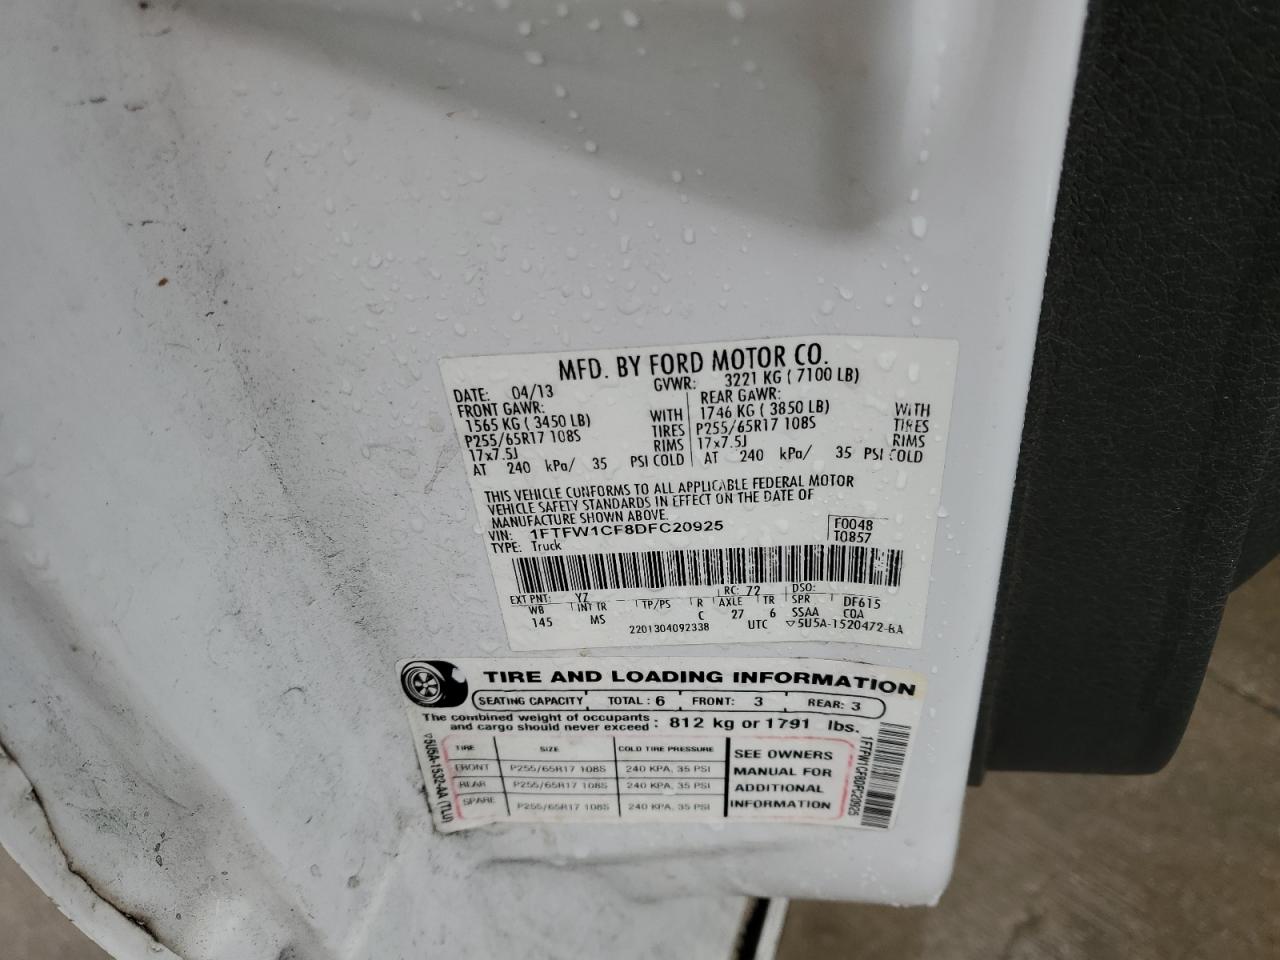 MFD. BY FORD MOTOR CO.
DATE: 04/13 GVWR: 3221 KG ( 7100 LB)
FRONT GAWR: REAR GAWR:
1565 KG ( 3450 LB) WITH 1746 KG ( 3850 LB) WITH
P255/65R17 108S TIRES P255/65R17 108S TIRES
17x7.5J RIMS 17x7.5J RIMS
AT 240 kPa/ 35 PSI COLD AT 240 kPa/ 35 PSI COLD
THIS VEHICLE CONFORMS TO ALL APPLICABLE FEDERAL MOTOR
VEHICLE SAFETY STANDARDS IN EFFECT ON THE DATE OF
MANUFACTURE SHOWN ABOVE.
VIN: 1FTFW1CF8DFC20925 F0048
TYPE: Truck T0857
EXT PNT: YZ RC: 72 DSO:
WB INT TR TP/PS R AXLE TR SPR DF615
145 MS C 27 6 SSAA COA
2201304092338 UTC ▽5U5A-1520472-BA
TIRE AND LOADING INFORMATION
SEATING CAPACITY TOTAL: 6 FRONT: 3 REAR: 3
The combined weight of occupants
and cargo should never exceed : 812 kg or 1791 lbs.
TIRE SIZE COLD TIRE PRESSURE
FRONT P255/65R17 108S 240 KPA, 35 PSI
REAR P255/65R17 108S 240 KPA, 35 PSI
SPARE P255/65R17 108S 240 KPA, 35 PSI
SEE OWNERS
MANUAL FOR
ADDITIONAL
INFORMATION
▽5U5A-1532-AA (TLU)
1FTFW1CF8DFC20925